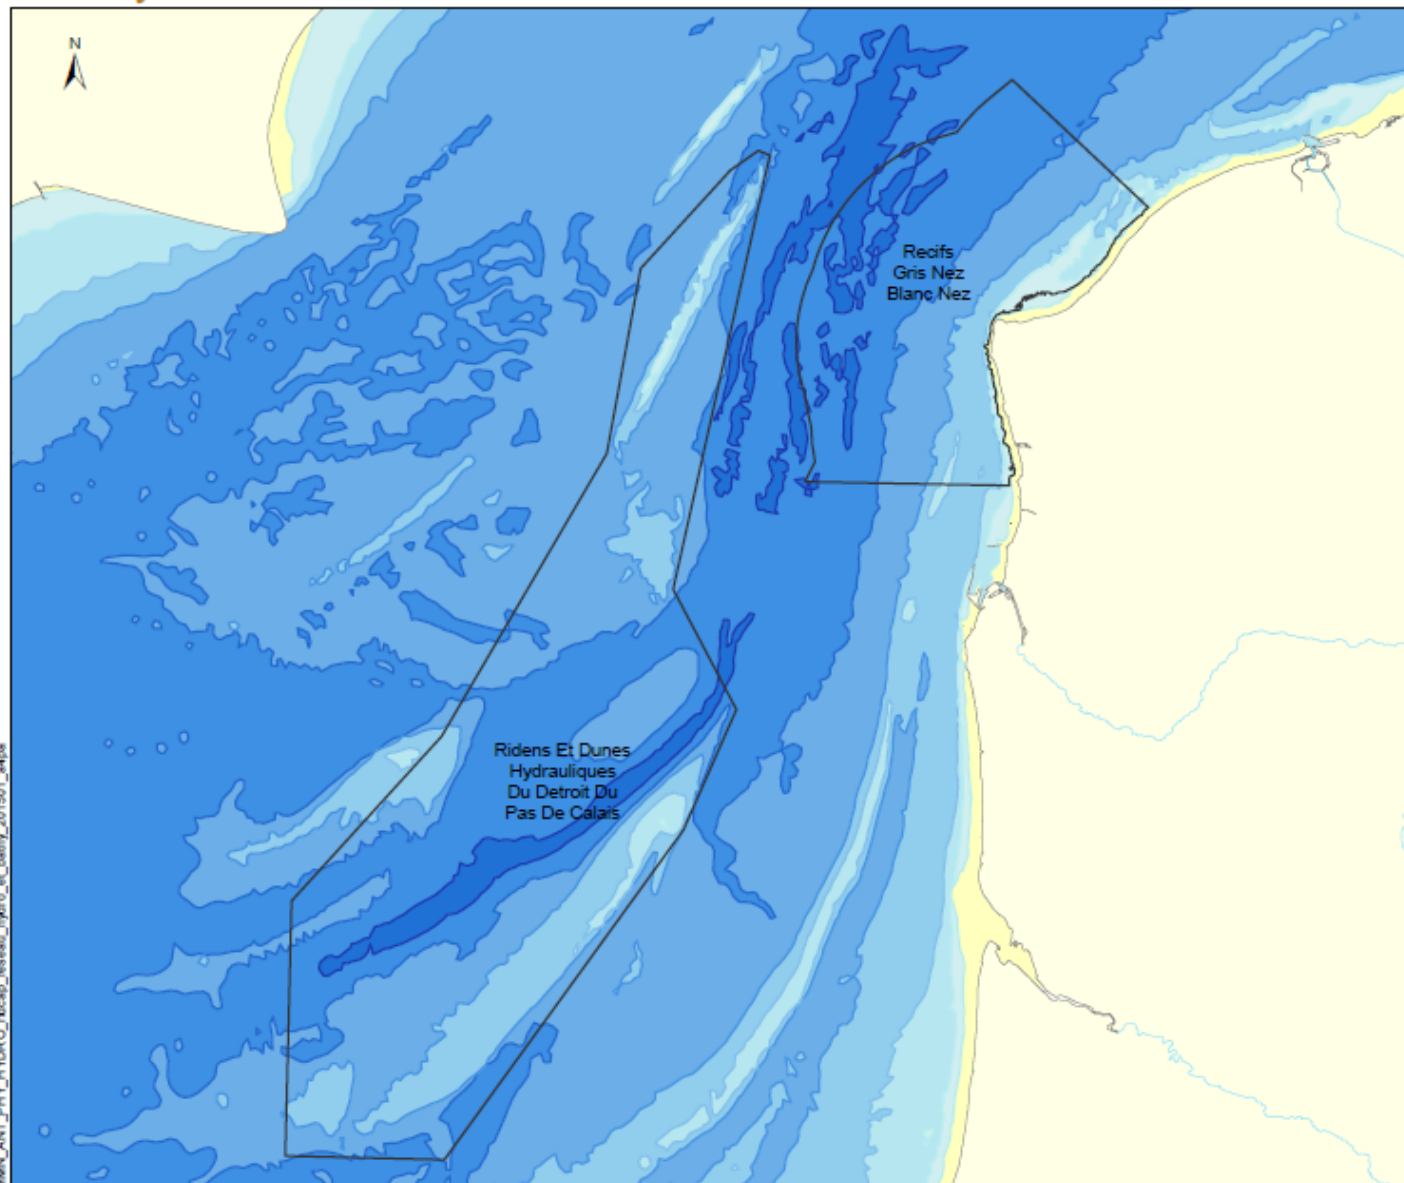 N
Recifs
Gris Nez
Blanc Nez
Ridens Et Dunes
Hydrauliques
Du Detroit Du
Pas De Calais